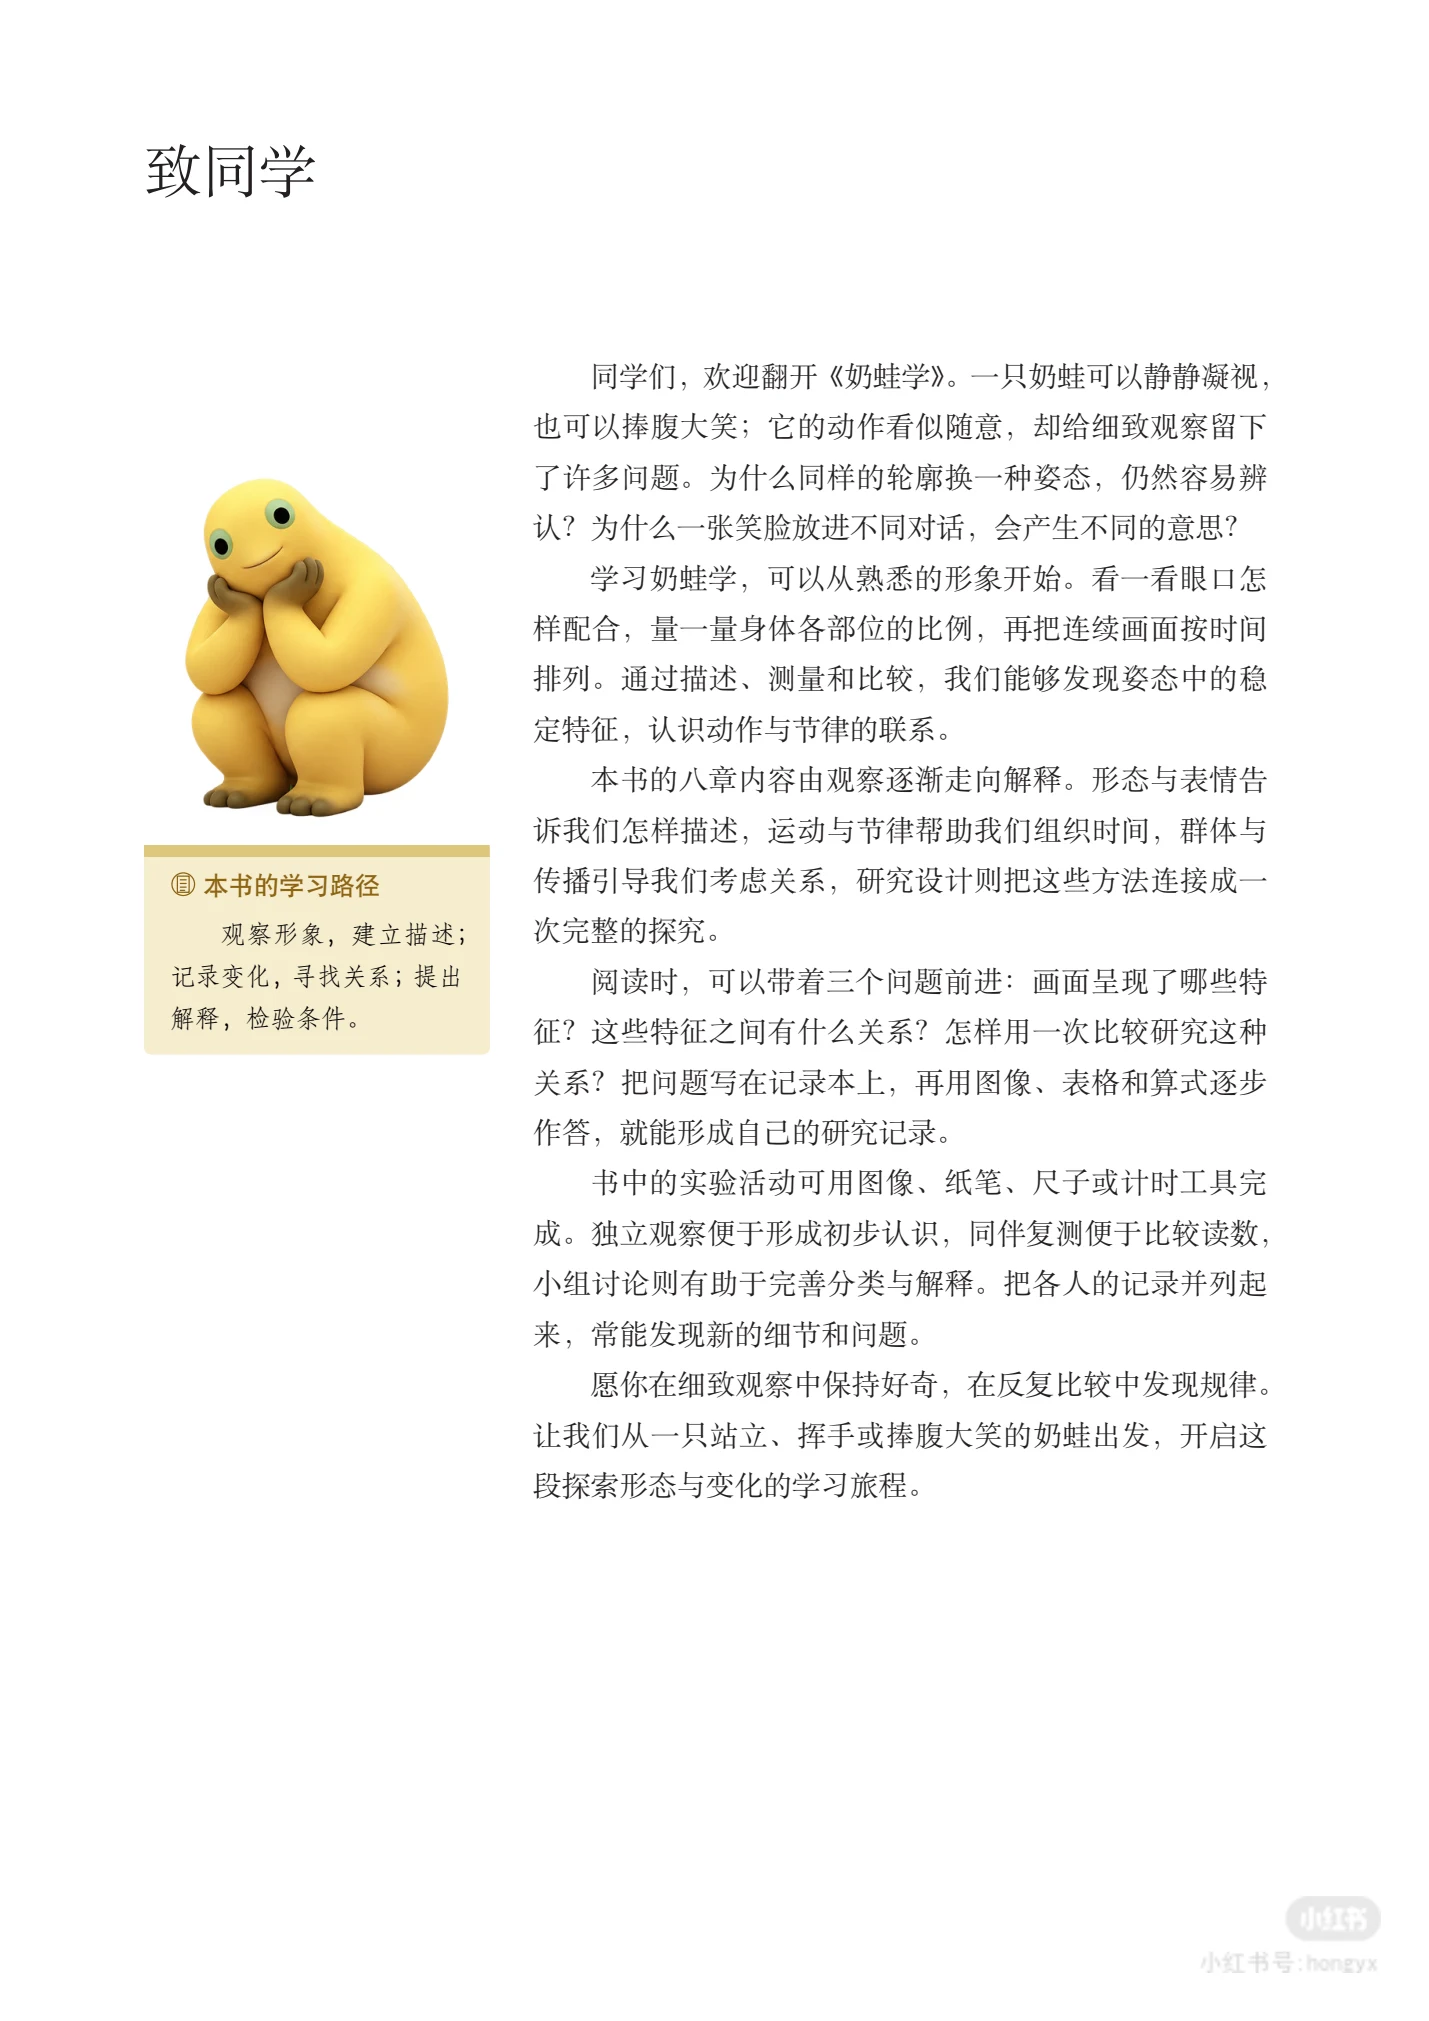 致同学
同学们，欢迎翻开《奶蛙学》。一只奶蛙可以静静凝视，
也可以捧腹大笑；它的动作看似随意，却给细致观察留下
了许多问题。为什么同样的轮廓换一种姿态，仍然容易辨
认？为什么一张笑脸放进不同对话，会产生不同的意思？
学习奶蛙学，可以从熟悉的形象开始。看一看眼口怎
样配合，量一量身体各部位的比例，再把连续画面按时间
排列。通过描述、测量和比较，我们能够发现姿态中的稳
定特征，认识动作与节律的联系。
本书的八章内容由观察逐渐走向解释。形态与表情告
诉我们怎样描述，运动与节律帮助我们组织时间，群体与
传播引导我们考虑关系，研究设计则把这些方法连接成一
次完整的探究。
阅读时，可以带着三个问题前进：画面呈现了哪些特
征？这些特征之间有什么关系？怎样用一次比较研究这种
关系？把问题写在记录本上，再用图像、表格和算式逐步
作答，就能形成自己的研究记录。
书中的实验活动可用图像、纸笔、尺子或计时工具完
成。独立观察便于形成初步认识，同伴复测便于比较读数，
小组讨论则有助于完善分类与解释。把各人的记录并列起
来，常能发现新的细节和问题。
愿你在细致观察中保持好奇，在反复比较中发现规律。
让我们从一只站立、挥手或捧腹大笑的奶蛙出发，开启这
段探索形态与变化的学习旅程。
本书的学习路径
观察形象，建立描述；
记录变化，寻找关系；提出
解释，检验条件。
小红书
小红书号:hongyx